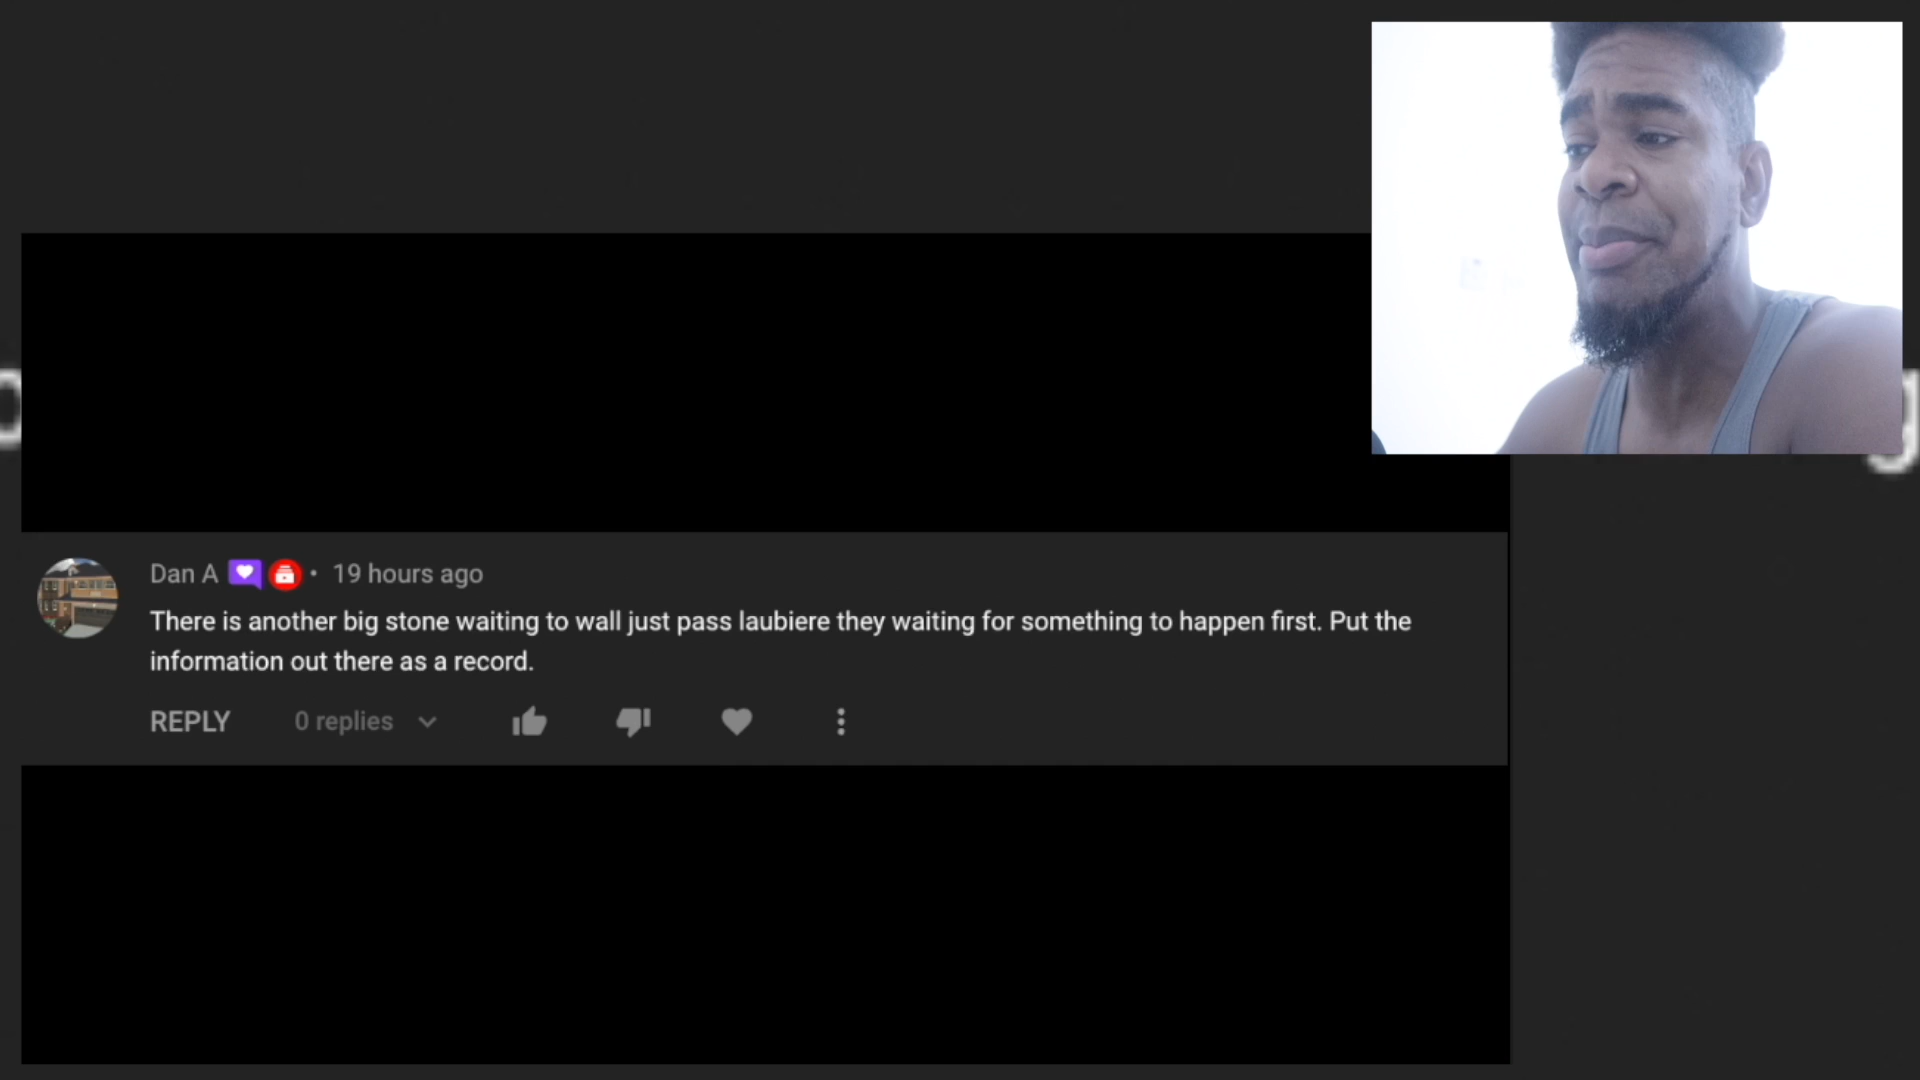 Dan A • 19 hours ago
There is another big stone waiting to wall just pass laubiere they waiting for something to happen first. Put the
information out there as a record.
REPLY 0 replies